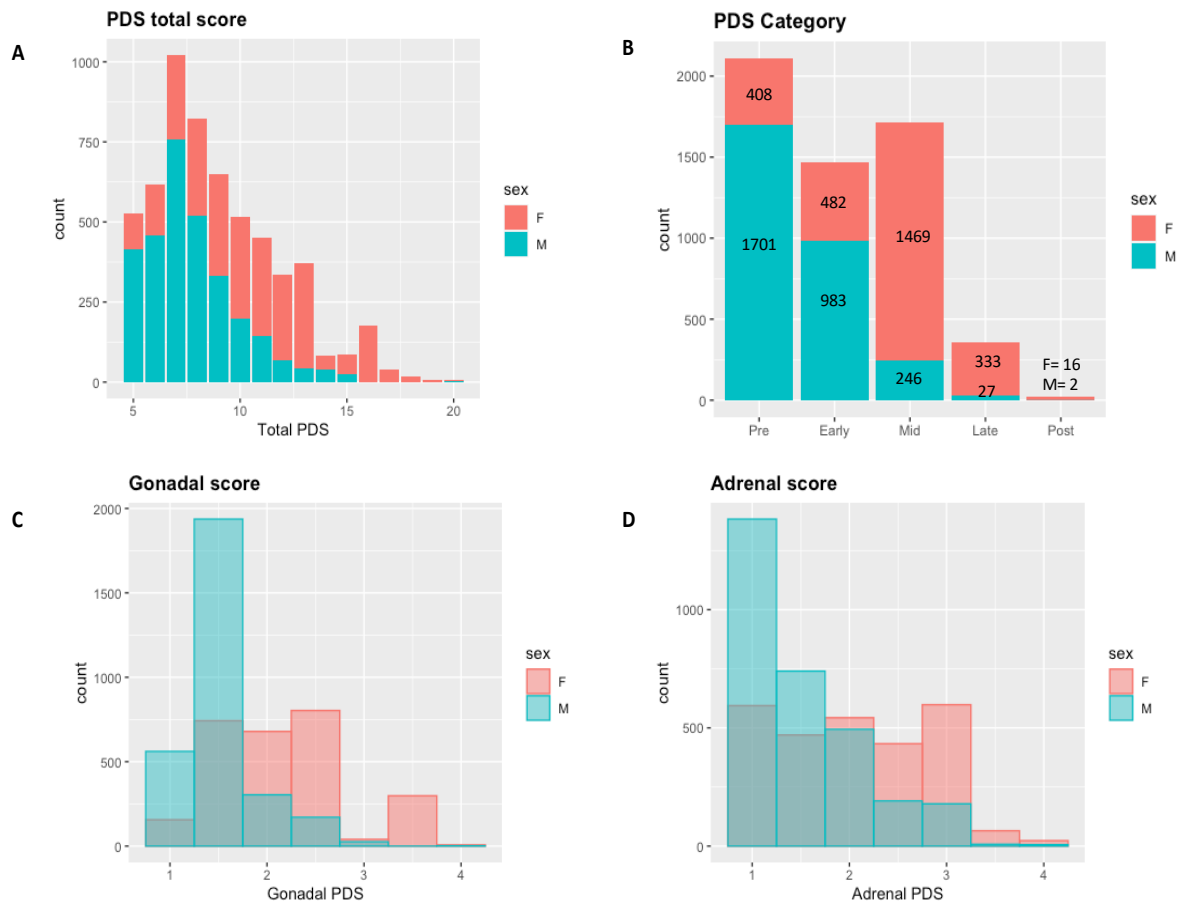 PDS total score
A
1000
750
500
250
0
count
5
10
15
20
Total PDS
sex
F
M
PDS Category
B
2000
1500
1000
500
0
count
408
1701
482
983
1469
246
333
27
F= 16
M= 2
Pre
Early
Mid
Late
Post
sex
F
M
Gonadal score
C
2000
1500
1000
500
0
count
1
2
3
4
Gonadal PDS
sex
F
M
Adrenal score
D
1000
500
0
count
1
2
3
4
Adrenal PDS
sex
F
M